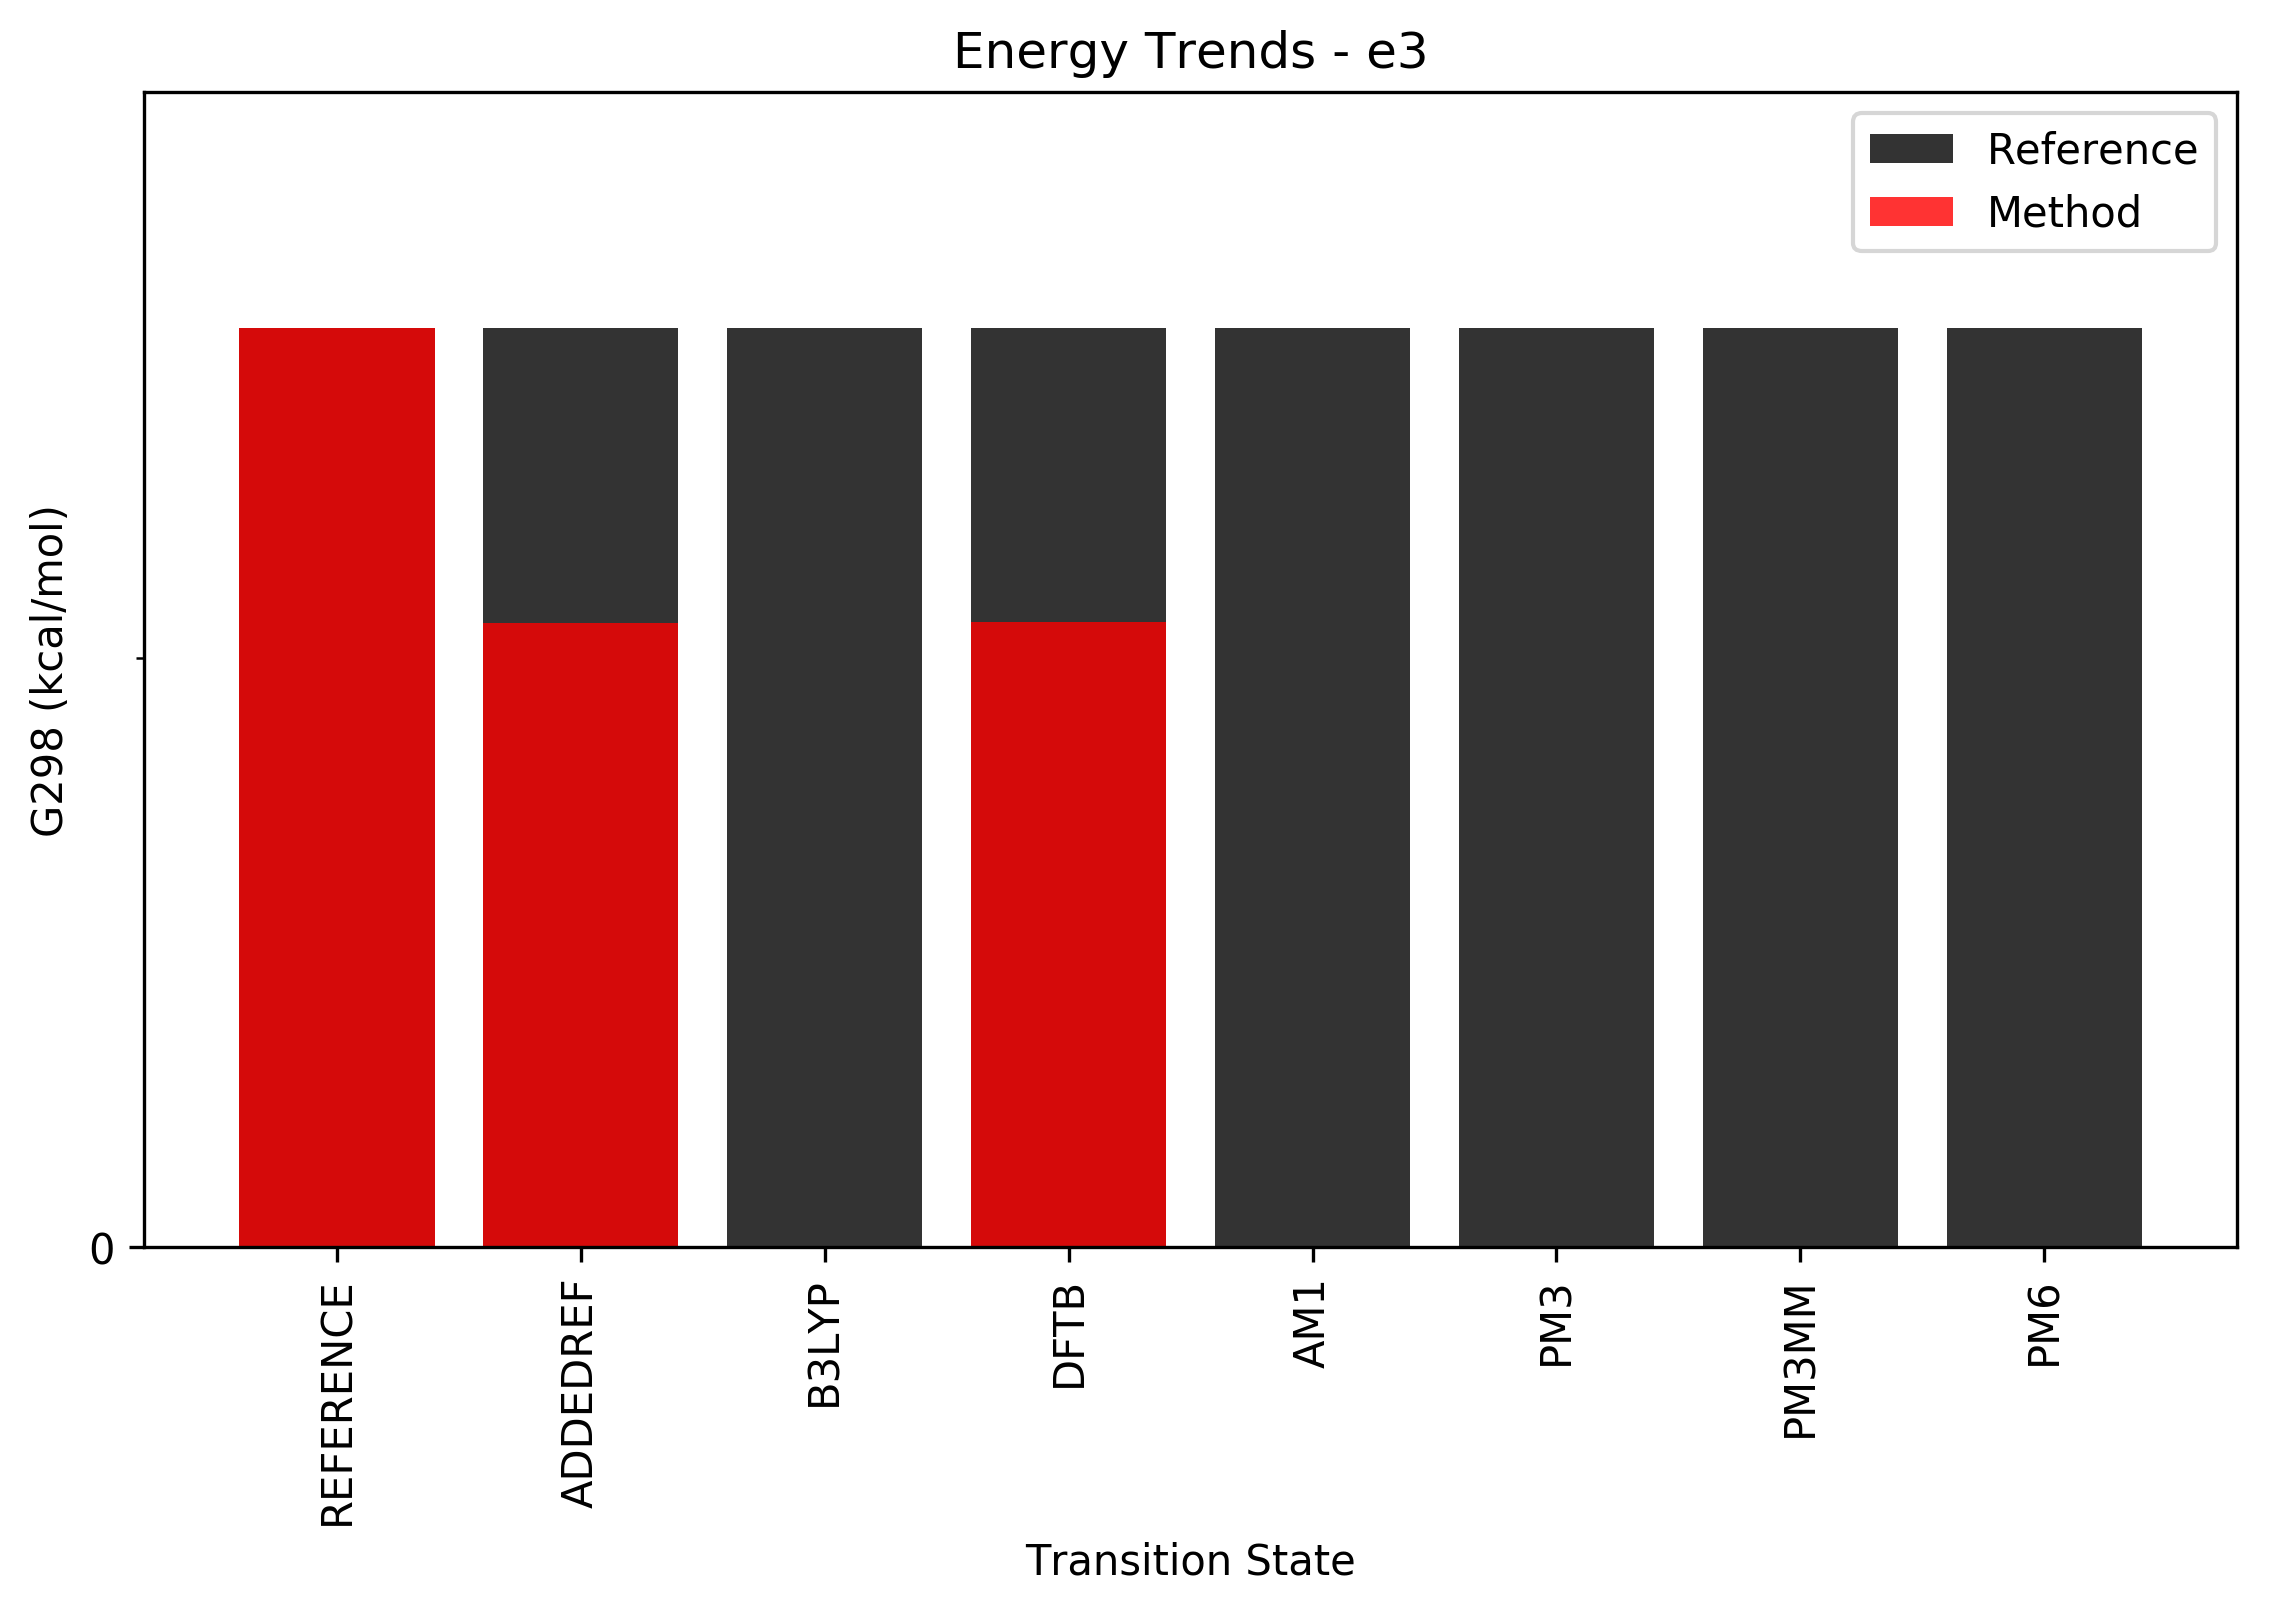 Energy Trends - e3
Reference
Method
G298 (kcal/mol)
0
REFERENCE
ADDEDREF
B3LYP
DFTB
AM1
PM3
PM3MM
PM6
Transition State